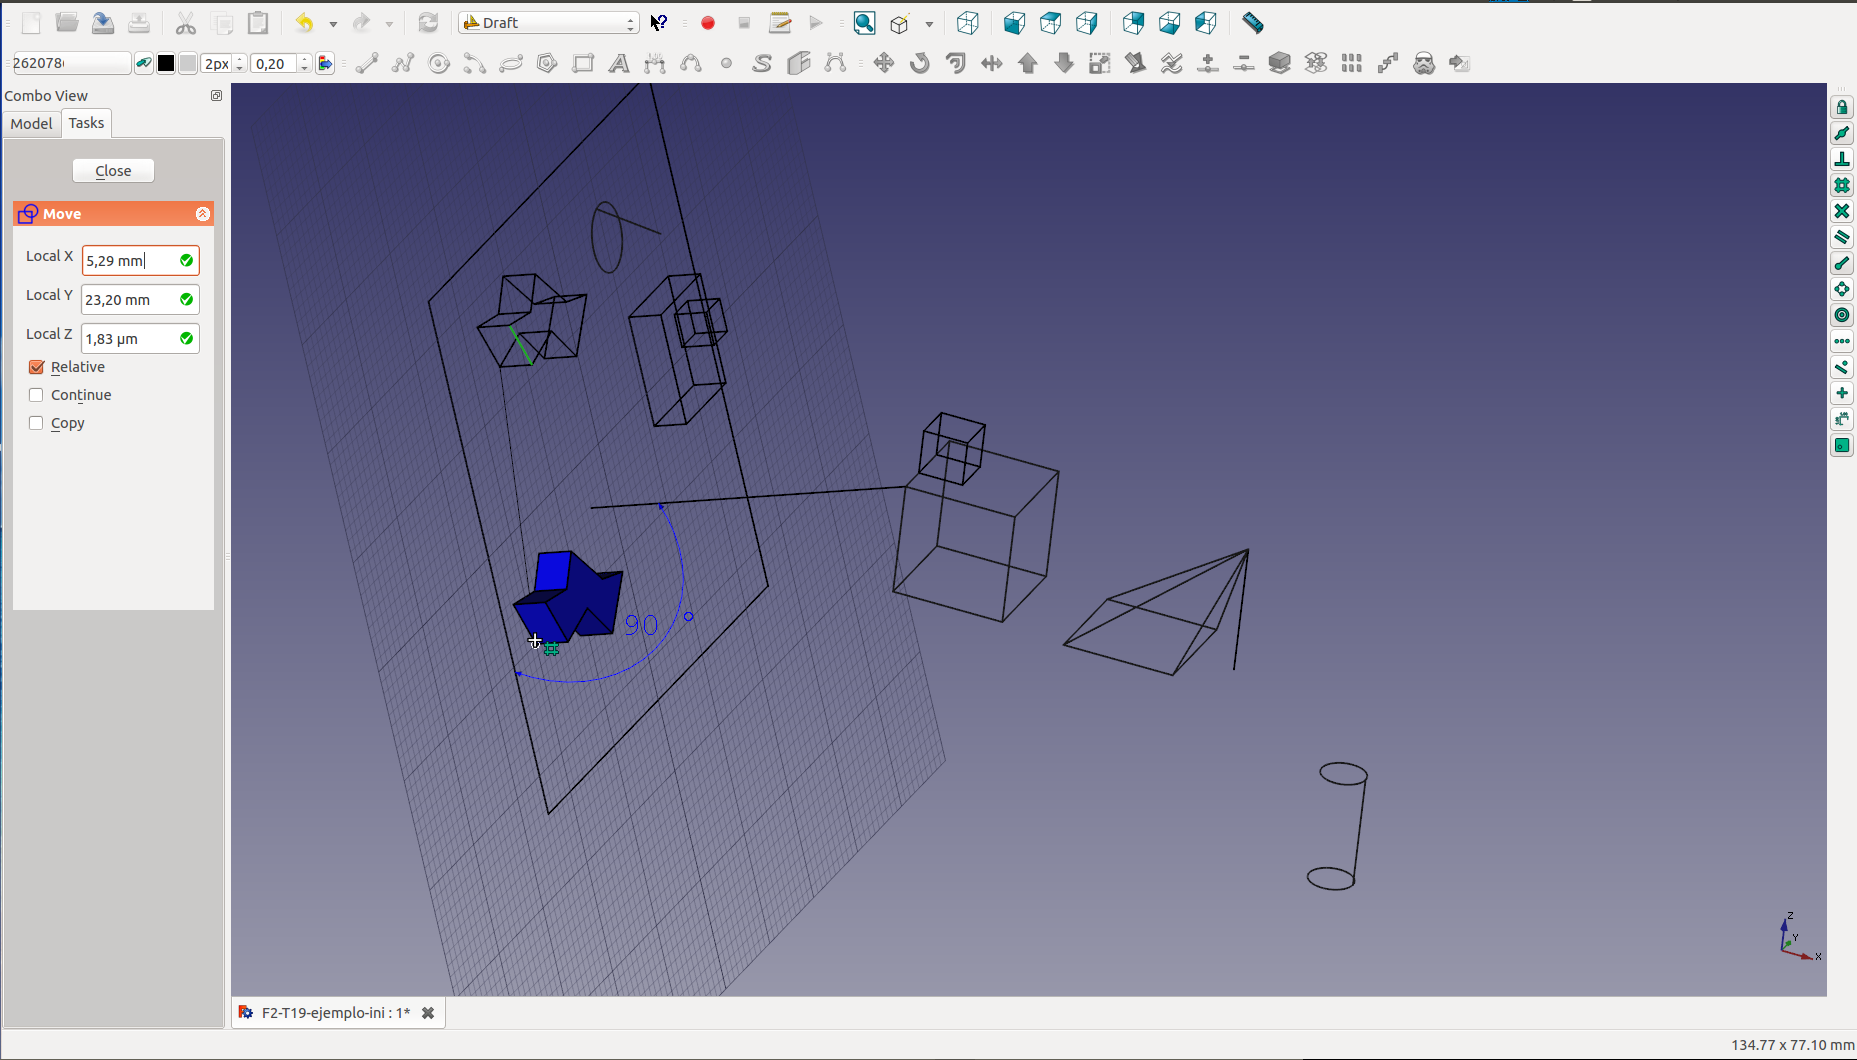 Draft
262078
2px
0,20
Combo View
Model
Tasks
Close
Move
Local X
5,29 mm
Local Y
23,20 mm
Local Z
1,83 µm
Relative
Continue
Copy
90 °
Z
Y
X
F2-T19-ejemplo-ini : 1*
134.77 x 77.10 mm